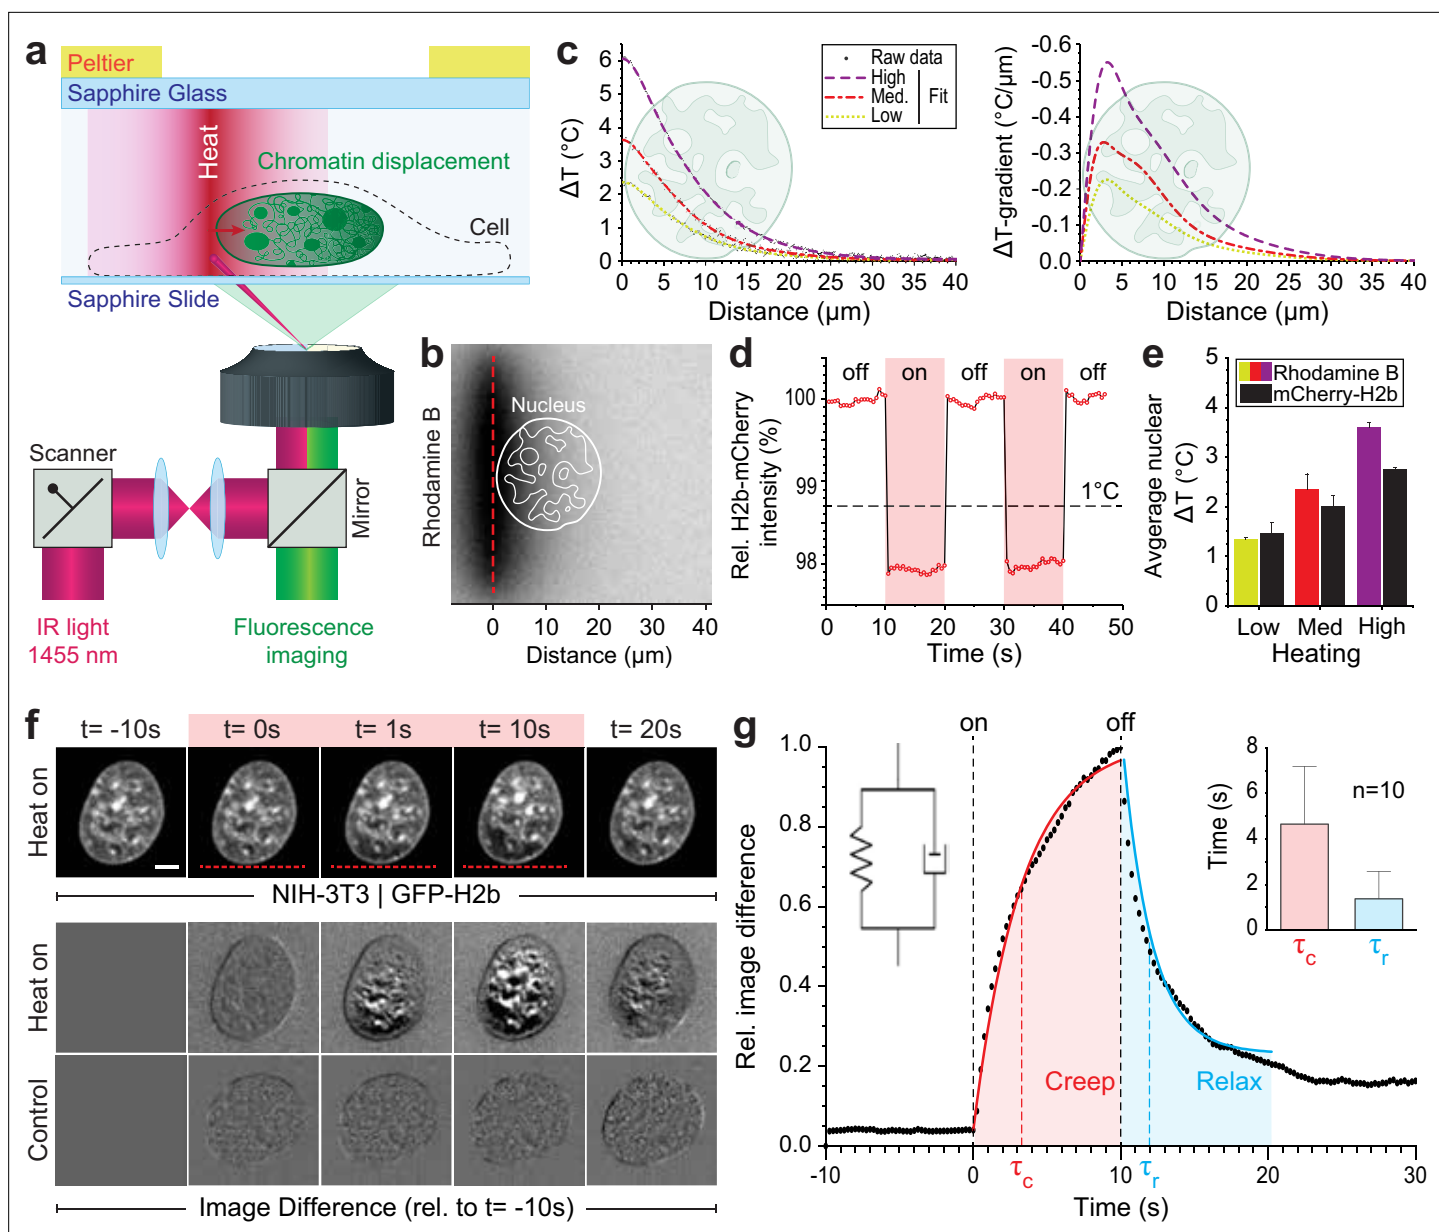 a
Peltier
Sapphire Glass
Heat
Chromatin displacement
Cell
Sapphire Slide
Scanner
Mirror
IR light
1455 nm
Fluorescence
imaging
b
Rhodamine B
Nucleus
0 10 20 30 40
Distance (µm)
c
ΔT (°C)
6
5
4
3
2
1
0
Raw data
High
Med.
Low
Fit
0 5 10 15 20 25 30 35 40
Distance (µm)
ΔT-gradient (°C/µm)
-0.6
-0.5
-0.4
-0.3
-0.2
-0.1
-0.0
0 5 10 15 20 25 30 35 40
Distance (µm)
d
Rel. H2b-mCherry
intensity (%)
off on off on off
100
99
98
1°C
0 10 20 30 40 50
Time (s)
e
Avgerage nuclear
ΔT (°C)
5
4
3
2
1
0
Rhodamine B
mCherry-H2b
Low Med High
Heating
f
t= -10s t= 0s t= 1s t= 10s t= 20s
Heat on
NIH-3T3 | GFP-H2b
Heat on
Control
Image Difference (rel. to t= -10s)
g
on off
Rel. image difference
1.0
0.8
0.6
0.4
0.2
0.0
Creep
Relax
-10 0 τc 10 τr 20 30
Time (s)
Time (s)
8
6
4
2
0
n=10
τc τr